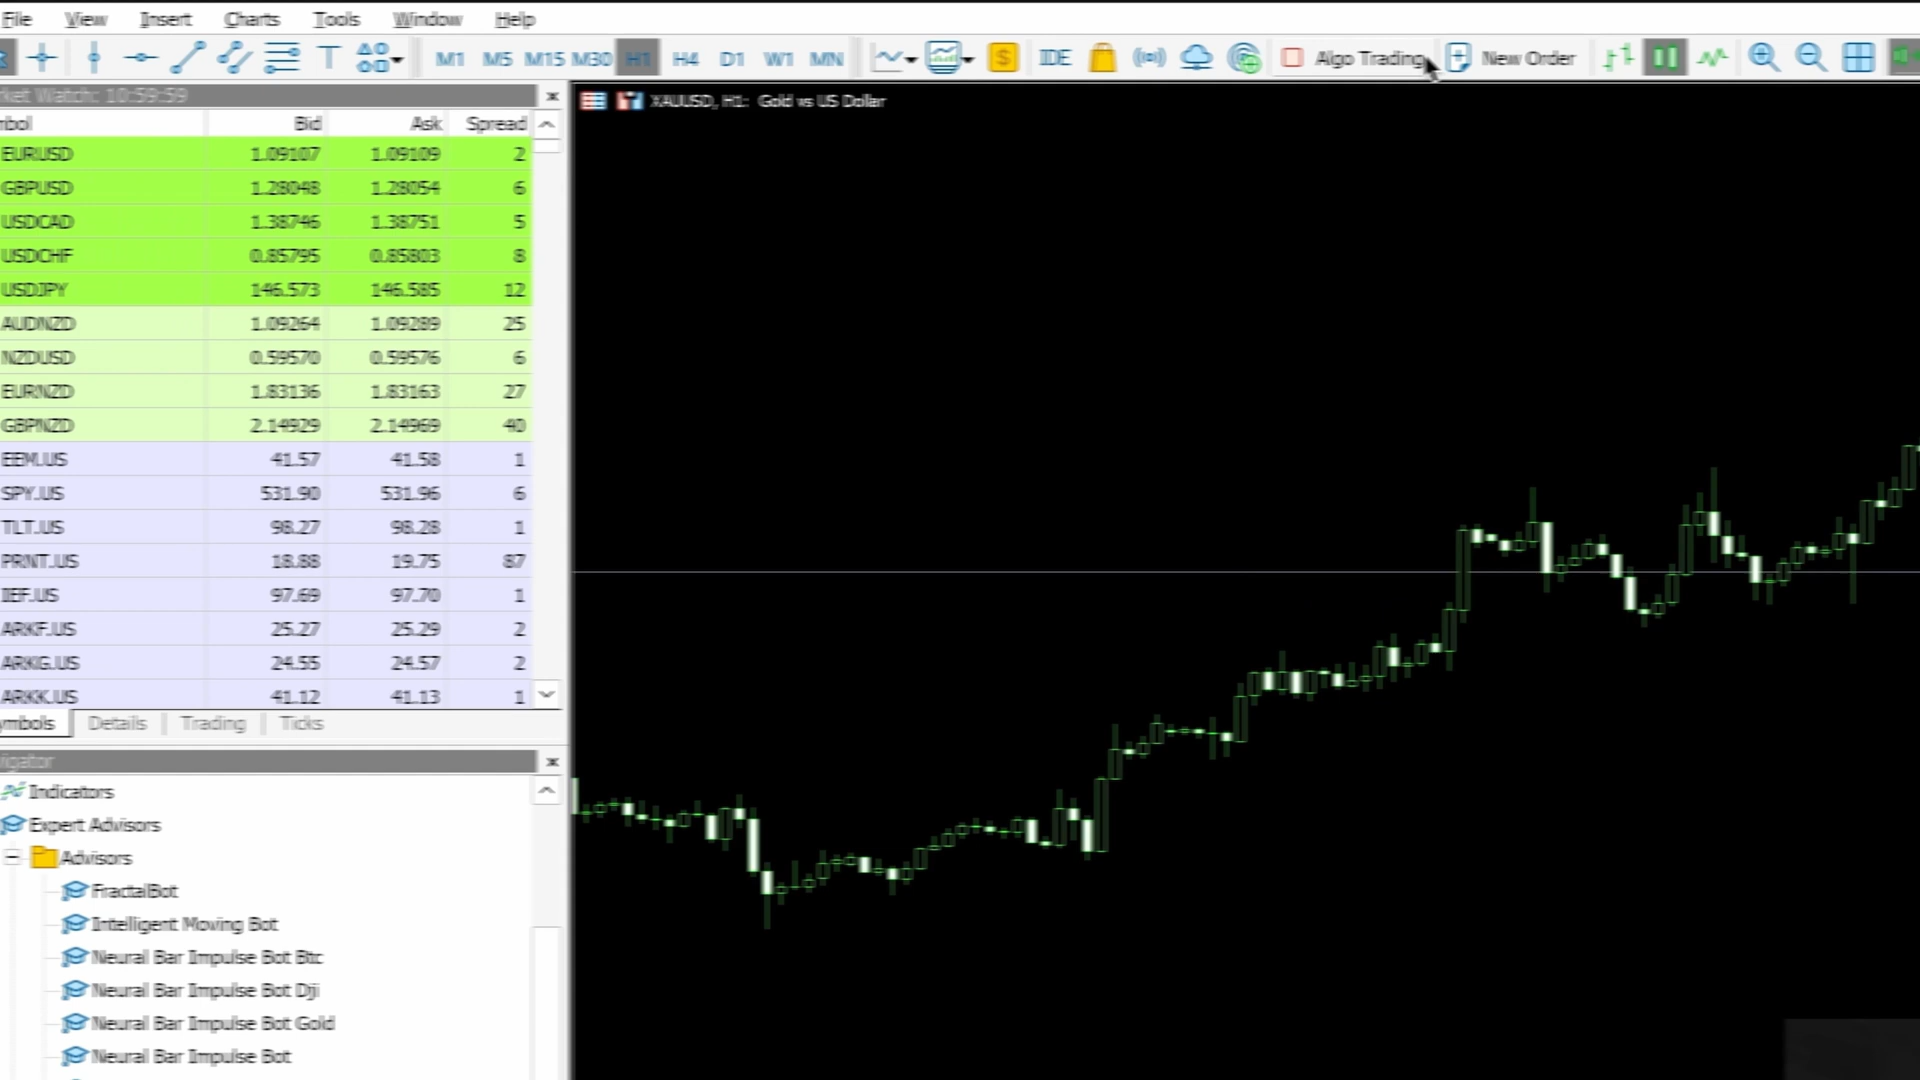 File View Insert Charts Tools Window Help
T M1 M5 M15 M30 H1 H4 D1 W1 MN $ IDE Algo Trading New Order
rket Watch: 10:59:59
XAUUSD, H1: Gold vs US Dollar
mbol Bid Ask Spread
EURUSD 1.09107 1.09109 2
GBPUSD 1.28048 1.28054 6
USDCAD 1.38746 1.38751 5
USDCHF 0.85795 0.85803 8
USDJPY 146.573 146.585 12
AUDNZD 1.09264 1.09289 25
NZDUSD 0.59570 0.59576 6
EURNZD 1.83136 1.83163 27
GBPNZD 2.14929 2.14969 40
EEM.US 41.57 41.58 1
SPY.US 531.90 531.96 6
TLT.US 98.27 98.28 1
PRNT.US 18.88 19.75 87
IEF.US 97.69 97.70 1
ARKF.US 25.27 25.29 2
ARKG.US 24.55 24.57 2
ARKK.US 41.12 41.13 1
ymbols Details Trading Ticks
vigator
Indicators
Expert Advisors
Advisors
FractalBot
Intelligent Moving Bot
Neural Bar Impulse Bot Btc
Neural Bar Impulse Bot Dji
Neural Bar Impulse Bot Gold
Neural Bar Impulse Bot